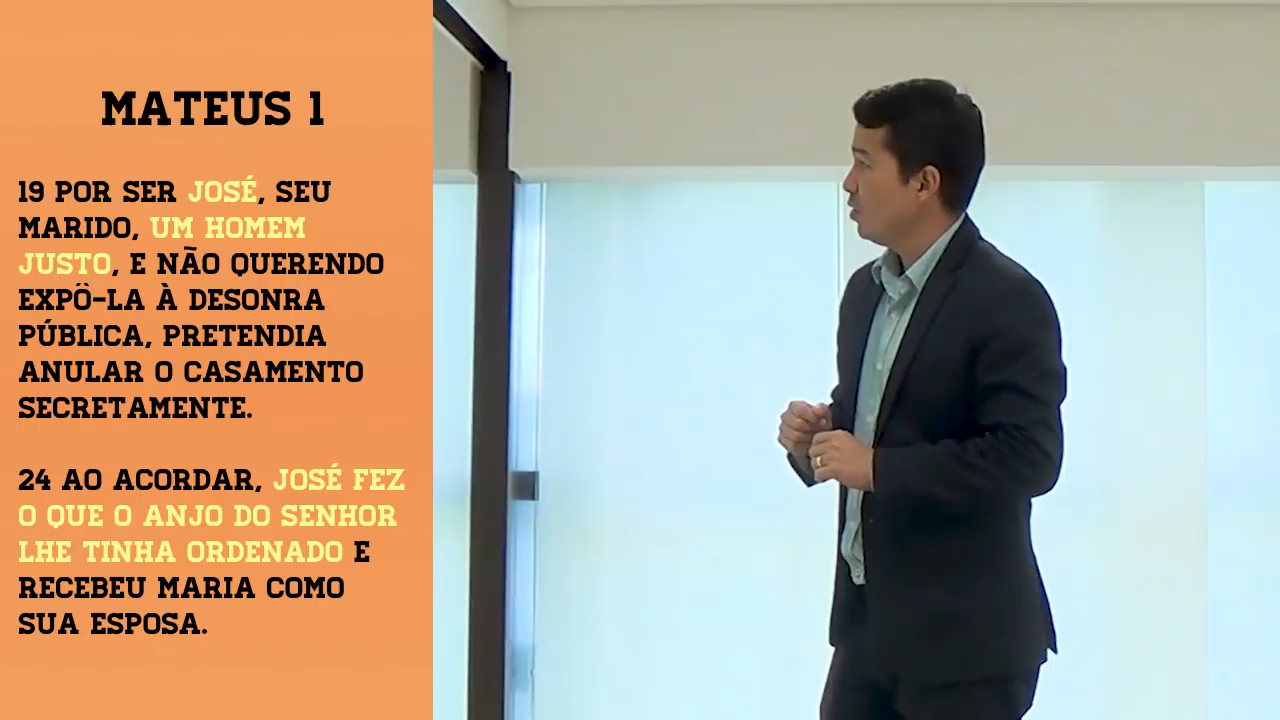 MATEUS 1
19 POR SER JOSÉ, SEU
MARIDO, UM HOMEM
JUSTO, E NÃO QUERENDO
EXPÔ-LA À DESONRA
PÚBLICA, PRETENDIA
ANULAR O CASAMENTO
SECRETAMENTE.
24 AO ACORDAR, JOSÉ FEZ
O QUE O ANJO DO SENHOR
LHE TINHA ORDENADO E
RECEBEU MARIA COMO
SUA ESPOSA.